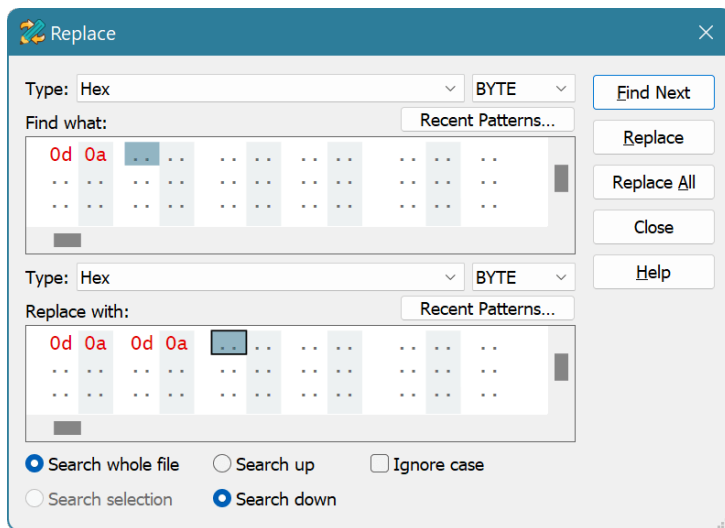 Replace
Type: Hex BYTE
Find what: Recent Patterns...
0d 0a .. .. .. .. .. .. .. .. ..
.. .. .. .. .. .. .. .. .. .. ..
.. .. .. .. .. .. .. .. .. .. ..
Type: Hex BYTE
Replace with: Recent Patterns...
0d 0a 0d 0a .. .. .. .. .. .. ..
.. .. .. .. .. .. .. .. .. .. ..
.. .. .. .. .. .. .. .. .. .. ..
Search whole file Search up Ignore case
Search selection Search down
Find Next
Replace
Replace All
Close
Help